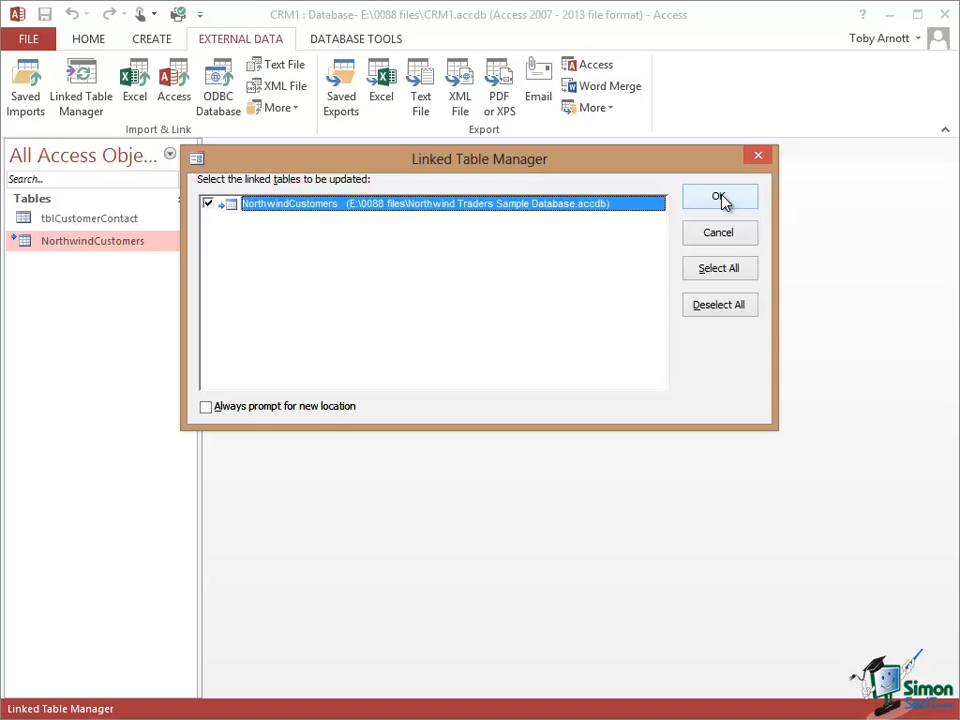 CRM1 : Database- E:\0088 files\CRM1.accdb (Access 2007 - 2013 file format) - Access
FILE HOME CREATE EXTERNAL DATA DATABASE TOOLS Toby Arnott
Saved Imports
Linked Table Manager
Excel
Access
ODBC Database
Text File
XML File
More
Import & Link
Saved Exports
Excel
Text File
XML File
PDF or XPS
Email
Access
Word Merge
More
Export
All Access Obje...
Search...
Tables
tblCustomerContact
NorthwindCustomers
Linked Table Manager
Select the linked tables to be updated:
NorthwindCustomers (E:\0088 files\Northwind Traders Sample Database.accdb)
OK
Cancel
Select All
Deselect All
Always prompt for new location
Linked Table Manager
Simon